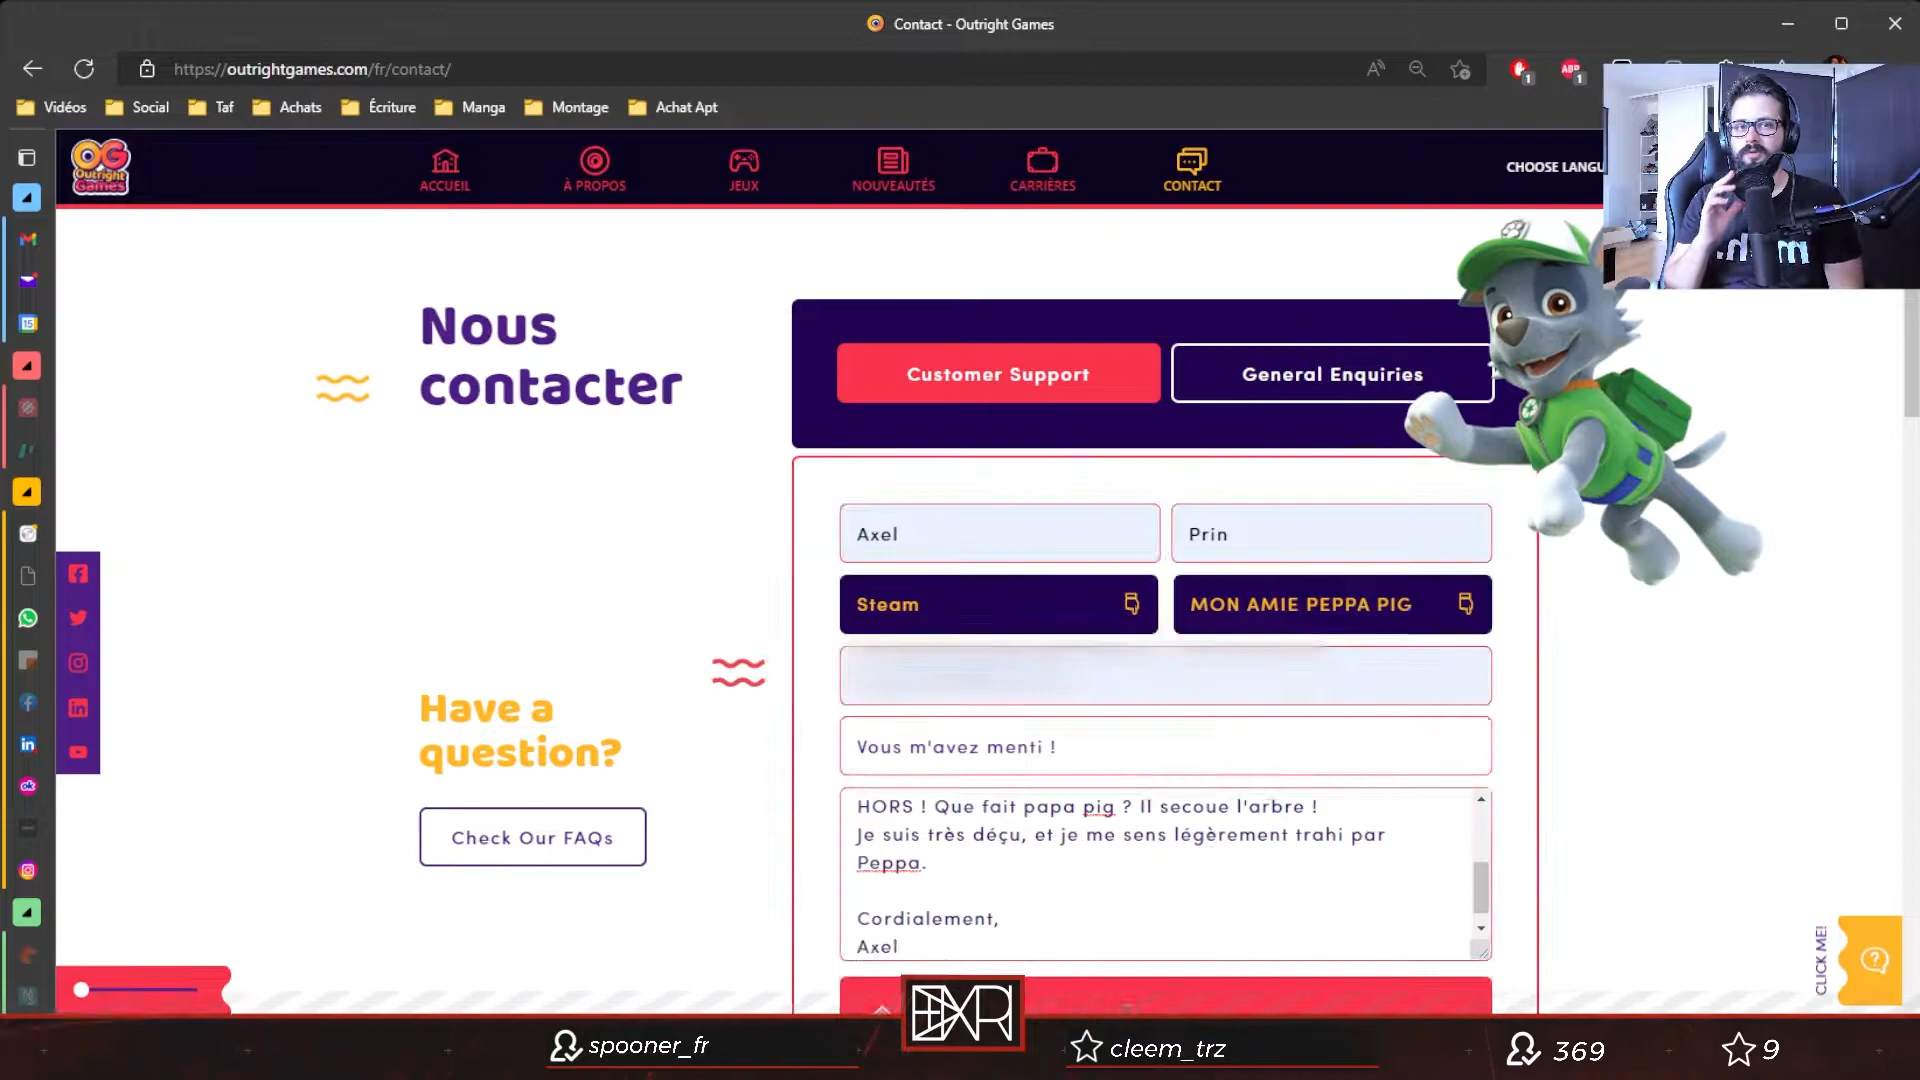 Contact - Outright Games
https://outrightgames.com/fr/contact/
Vidéos
Social
Taf
Achats
Écriture
Manga
Montage
Achat Apt
OG
Outright
Games
ACCUEIL
À PROPOS
JEUX
NOUVEAUTÉS
CARRIÈRES
CONTACT
CHOOSE LANGU
Nous
contacter
Customer Support
General Enquiries
Axel
Prin
Steam
MON AMIE PEPPA PIG
Vous m'avez menti !
HORS ! Que fait papa pig ? Il secoue l'arbre !
Je suis très déçu, et je me sens légèrement trahi par
Peppa.
Cordialement,
Axel
Have a
question?
Check Our FAQs
CLICK ME!
spooner_fr
cleem_trz
369
9